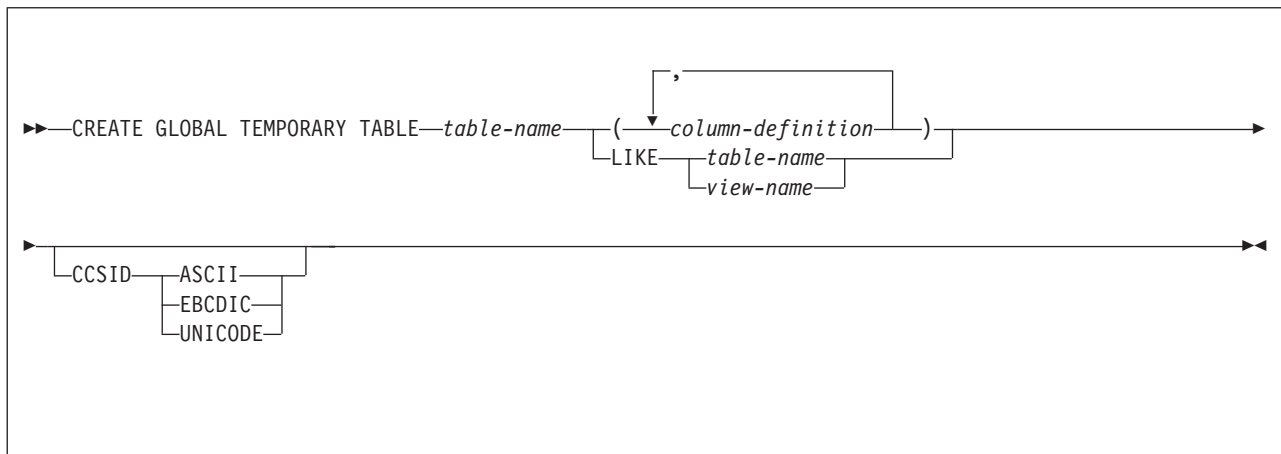 ,
CREATE GLOBAL TEMPORARY TABLE table-name ( column-definition )
LIKE table-name
view-name
CCSID ASCII
EBCDIC
UNICODE